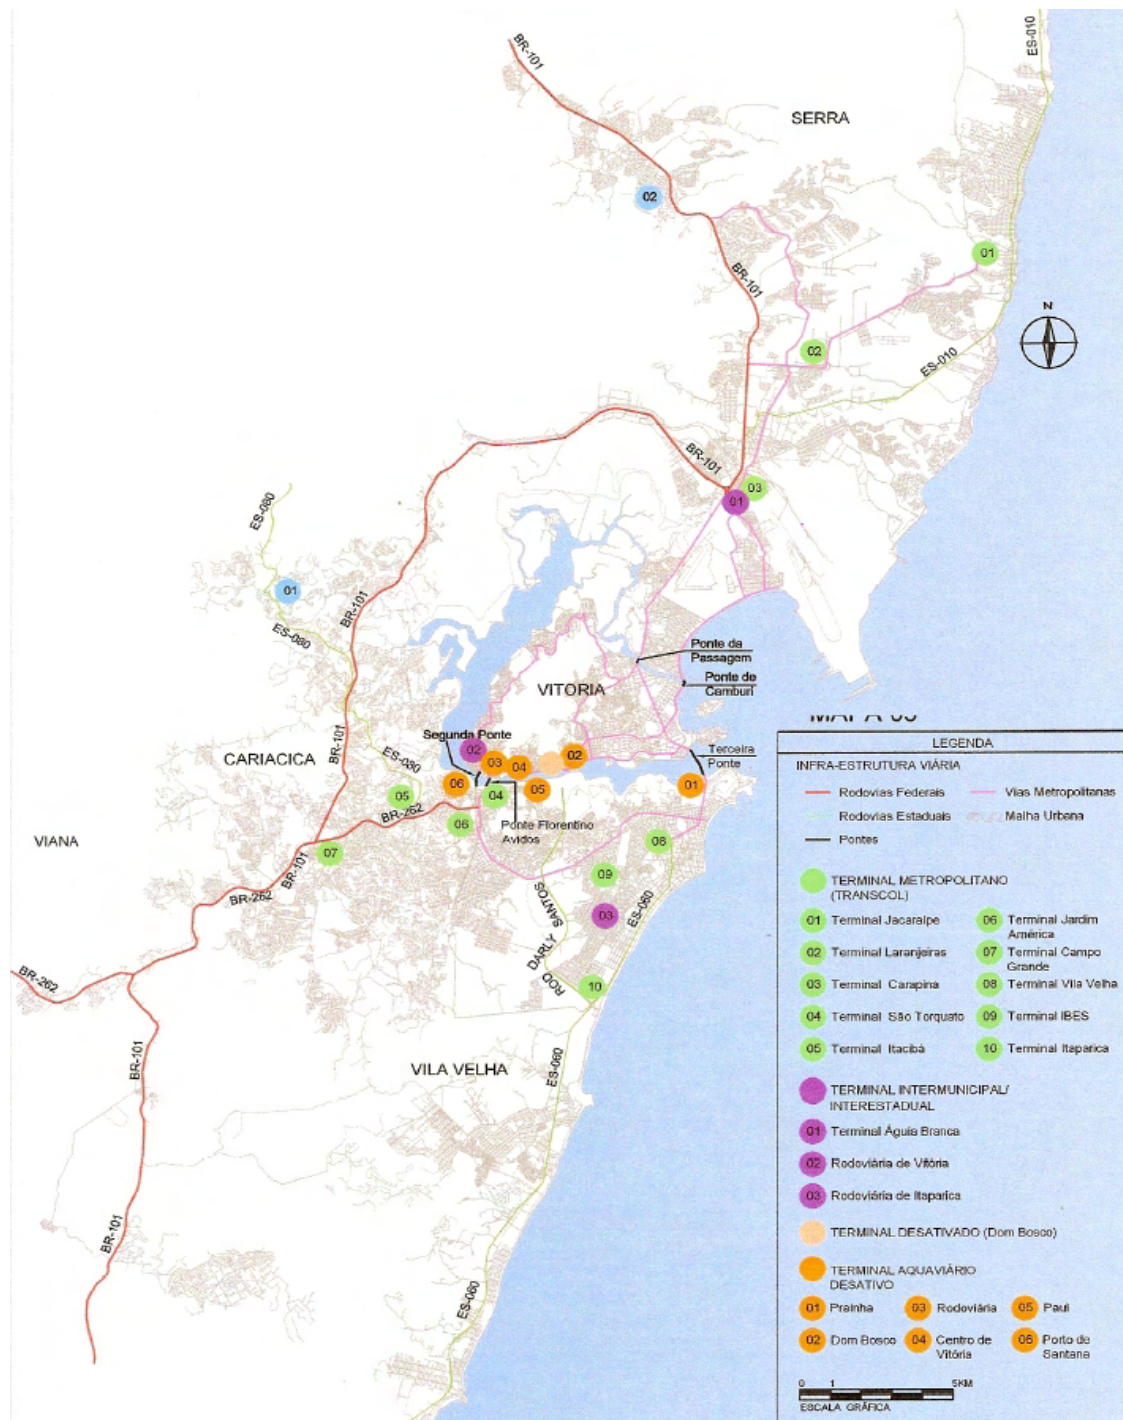 BR-101
ES-010
SERRA
02
01
BR-101
N
02
ES-010
BR-101
03
01
ES-080
01
ES-080
BR-101
Ponte da
Passagem
VITORIA
Ponte de
Camburi
Segunda Ponte
BR-101
02
03
04
02
Terceira
Ponte
CARIACICA
ES-080
06
05
01
05
04
BR-262
06
Ponte Florentino
Avidos
VIANA
07
08
BR-101
09
BR-262
SANTOS
03
ES-060
DARLY
ROD
BR-262
10
BR-101
ES-060
VILA VELHA
BR-101
ES-060
LEGENDA
INFRA-ESTRUTURA VIÁRIA
Rodovias Federais
Vias Metropolitanas
Rodovias Estaduais
Malha Urbana
Pontes
TERMINAL METROPOLITANO
(TRANSCOL)
01 Terminal Jacaraípe
06 Terminal Jardim
América
02 Terminal Laranjeiras
07 Terminal Campo
Grande
03 Terminal Carapina
08 Terminal Vila Velha
04 Terminal São Torquato
09 Terminal IBES
05 Terminal Itacibá
10 Terminal Itaparica
TERMINAL INTERMUNICIPAL/
INTERESTADUAL
01 Terminal Águia Branca
02 Rodoviária de Vitória
03 Rodoviária de Itaparica
TERMINAL DESATIVADO (Dom Bosco)
TERMINAL AQUAVIÁRIO
DESATIVO
01 Prainha
03 Rodoviária
05 Paul
02 Dom Bosco
04 Centro de
Vitória
06 Porto de
Santana
0 1 5KM
ESCALA GRÁFICA